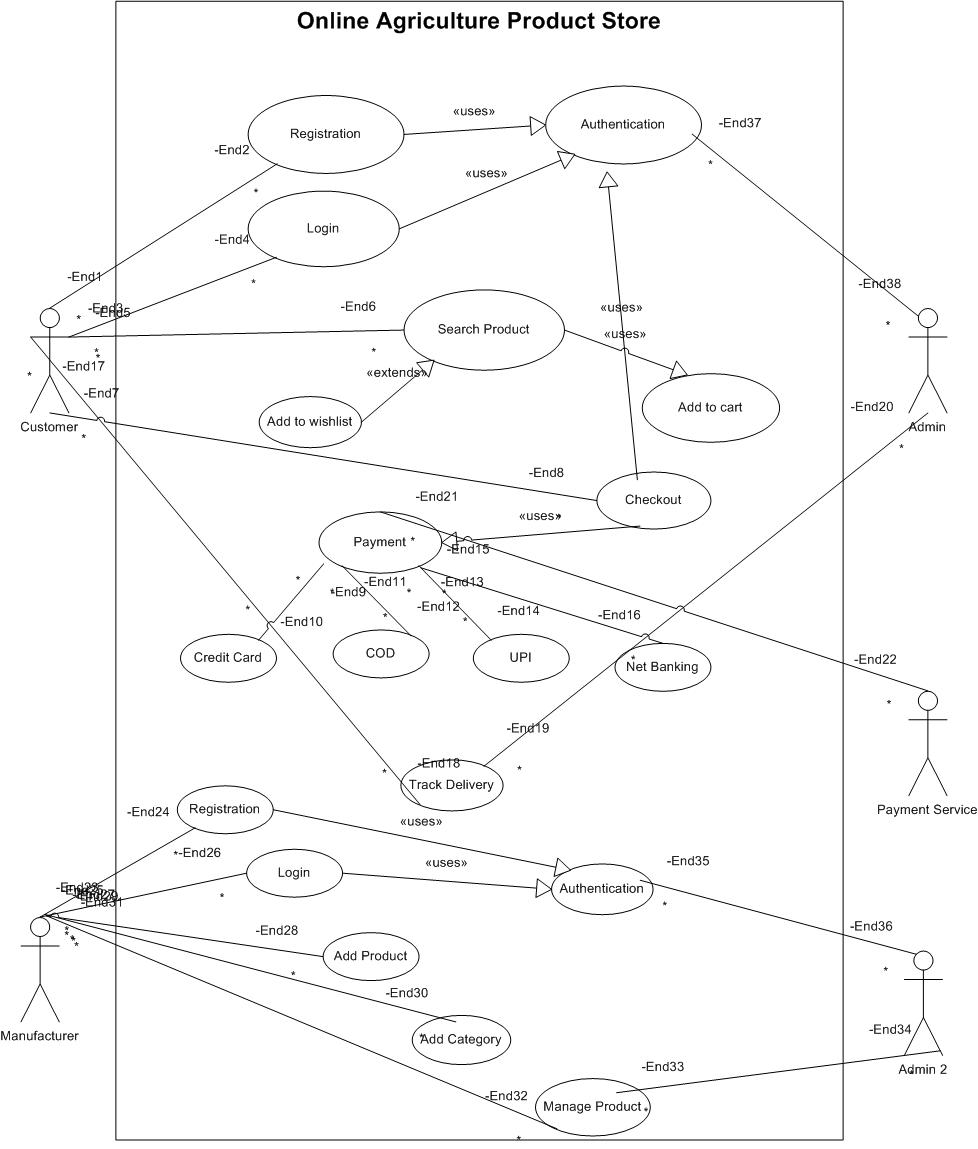 Online Agriculture Product Store
«uses»
Authentication
-End37
Registration
-End2
*
*
«uses»
*
Login
-End4
*
-End1
-End38
-End3
-End5
*
-End6
«uses»
*
Search Product
«uses»
*
*
*
-End17
*
«extends»
-End7
Add to cart
-End20
Add to wishlist
Customer
Admin
*
*
-End8
-End21
Checkout
«uses»
*
Payment
*
-End15
*
-End11
-End13
*
-End9
*
*
-End12
-End14
-End16
*
-End10
*
*
Credit Card
COD
UPI
*
Net Banking
-End22
*
-End19
-End18
*
*
Track Delivery
Registration
-End24
Payment Service
«uses»
*
-End26
«uses»
-End35
Login
Authentication
*
-End31
*
-End36
-End28
*
*
*
*
Add Product
*
*
-End30
*
Add Category
-End34
Manufacturer
-End33
Admin 2
-End32
Manage Product
*
*